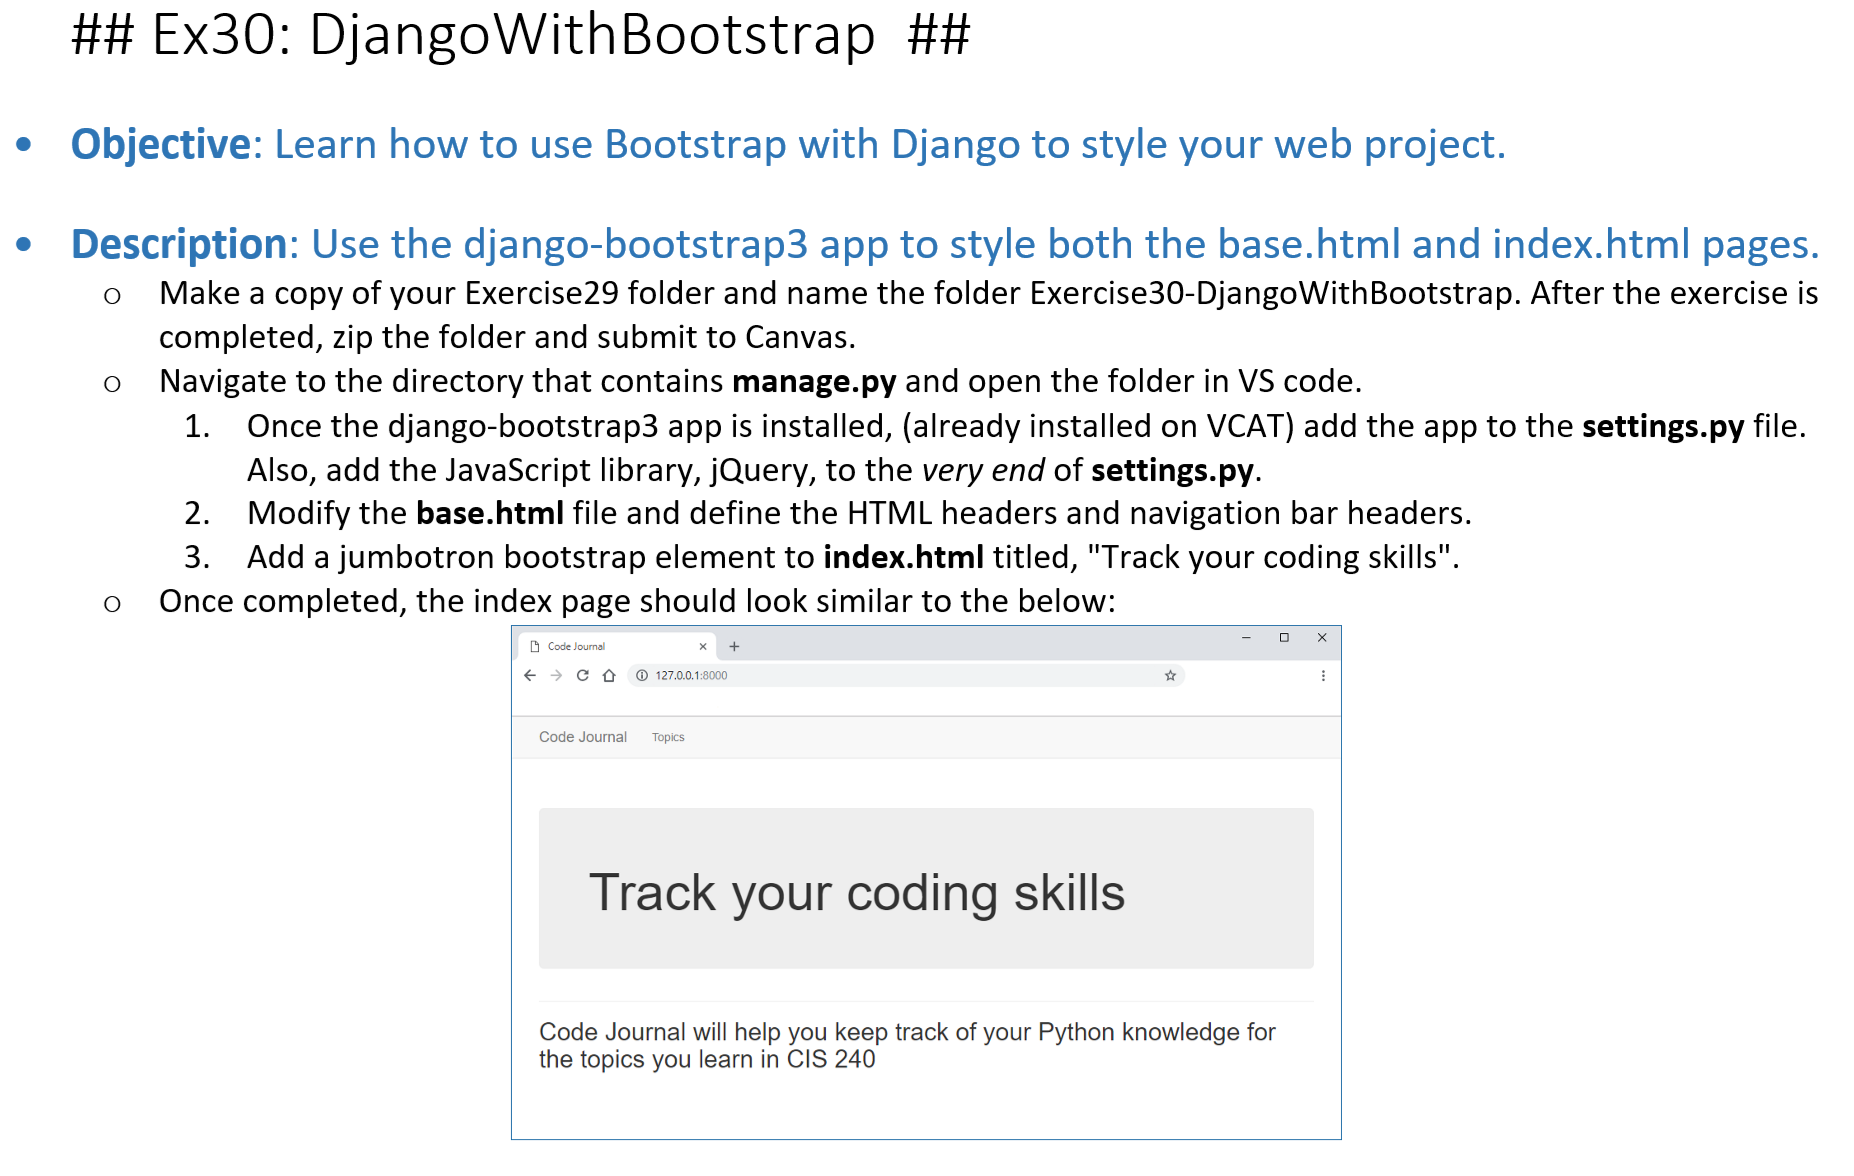 ## Ex30: DjangoWithBootstrap ##
• Objective: Learn how to use Bootstrap with Django to style your web project.
• Description: Use the django-bootstrap3 app to style both the base.html and index.html pages.
o Make a copy of your Exercise29 folder and name the folder Exercise30-DjangoWithBootstrap. After the exercise is
completed, zip the folder and submit to Canvas.
o Navigate to the directory that contains manage.py and open the folder in VS code.
1. Once the django-bootstrap3 app is installed, (already installed on VCAT) add the app to the settings.py file.
Also, add the JavaScript library, jQuery, to the very end of settings.py.
2. Modify the base.html file and define the HTML headers and navigation bar headers.
3. Add a jumbotron bootstrap element to index.html titled, "Track your coding skills".
o Once completed, the index page should look similar to the below:
Code Journal
127.0.0.1:8000
Code Journal Topics
Track your coding skills
Code Journal will help you keep track of your Python knowledge for
the topics you learn in CIS 240